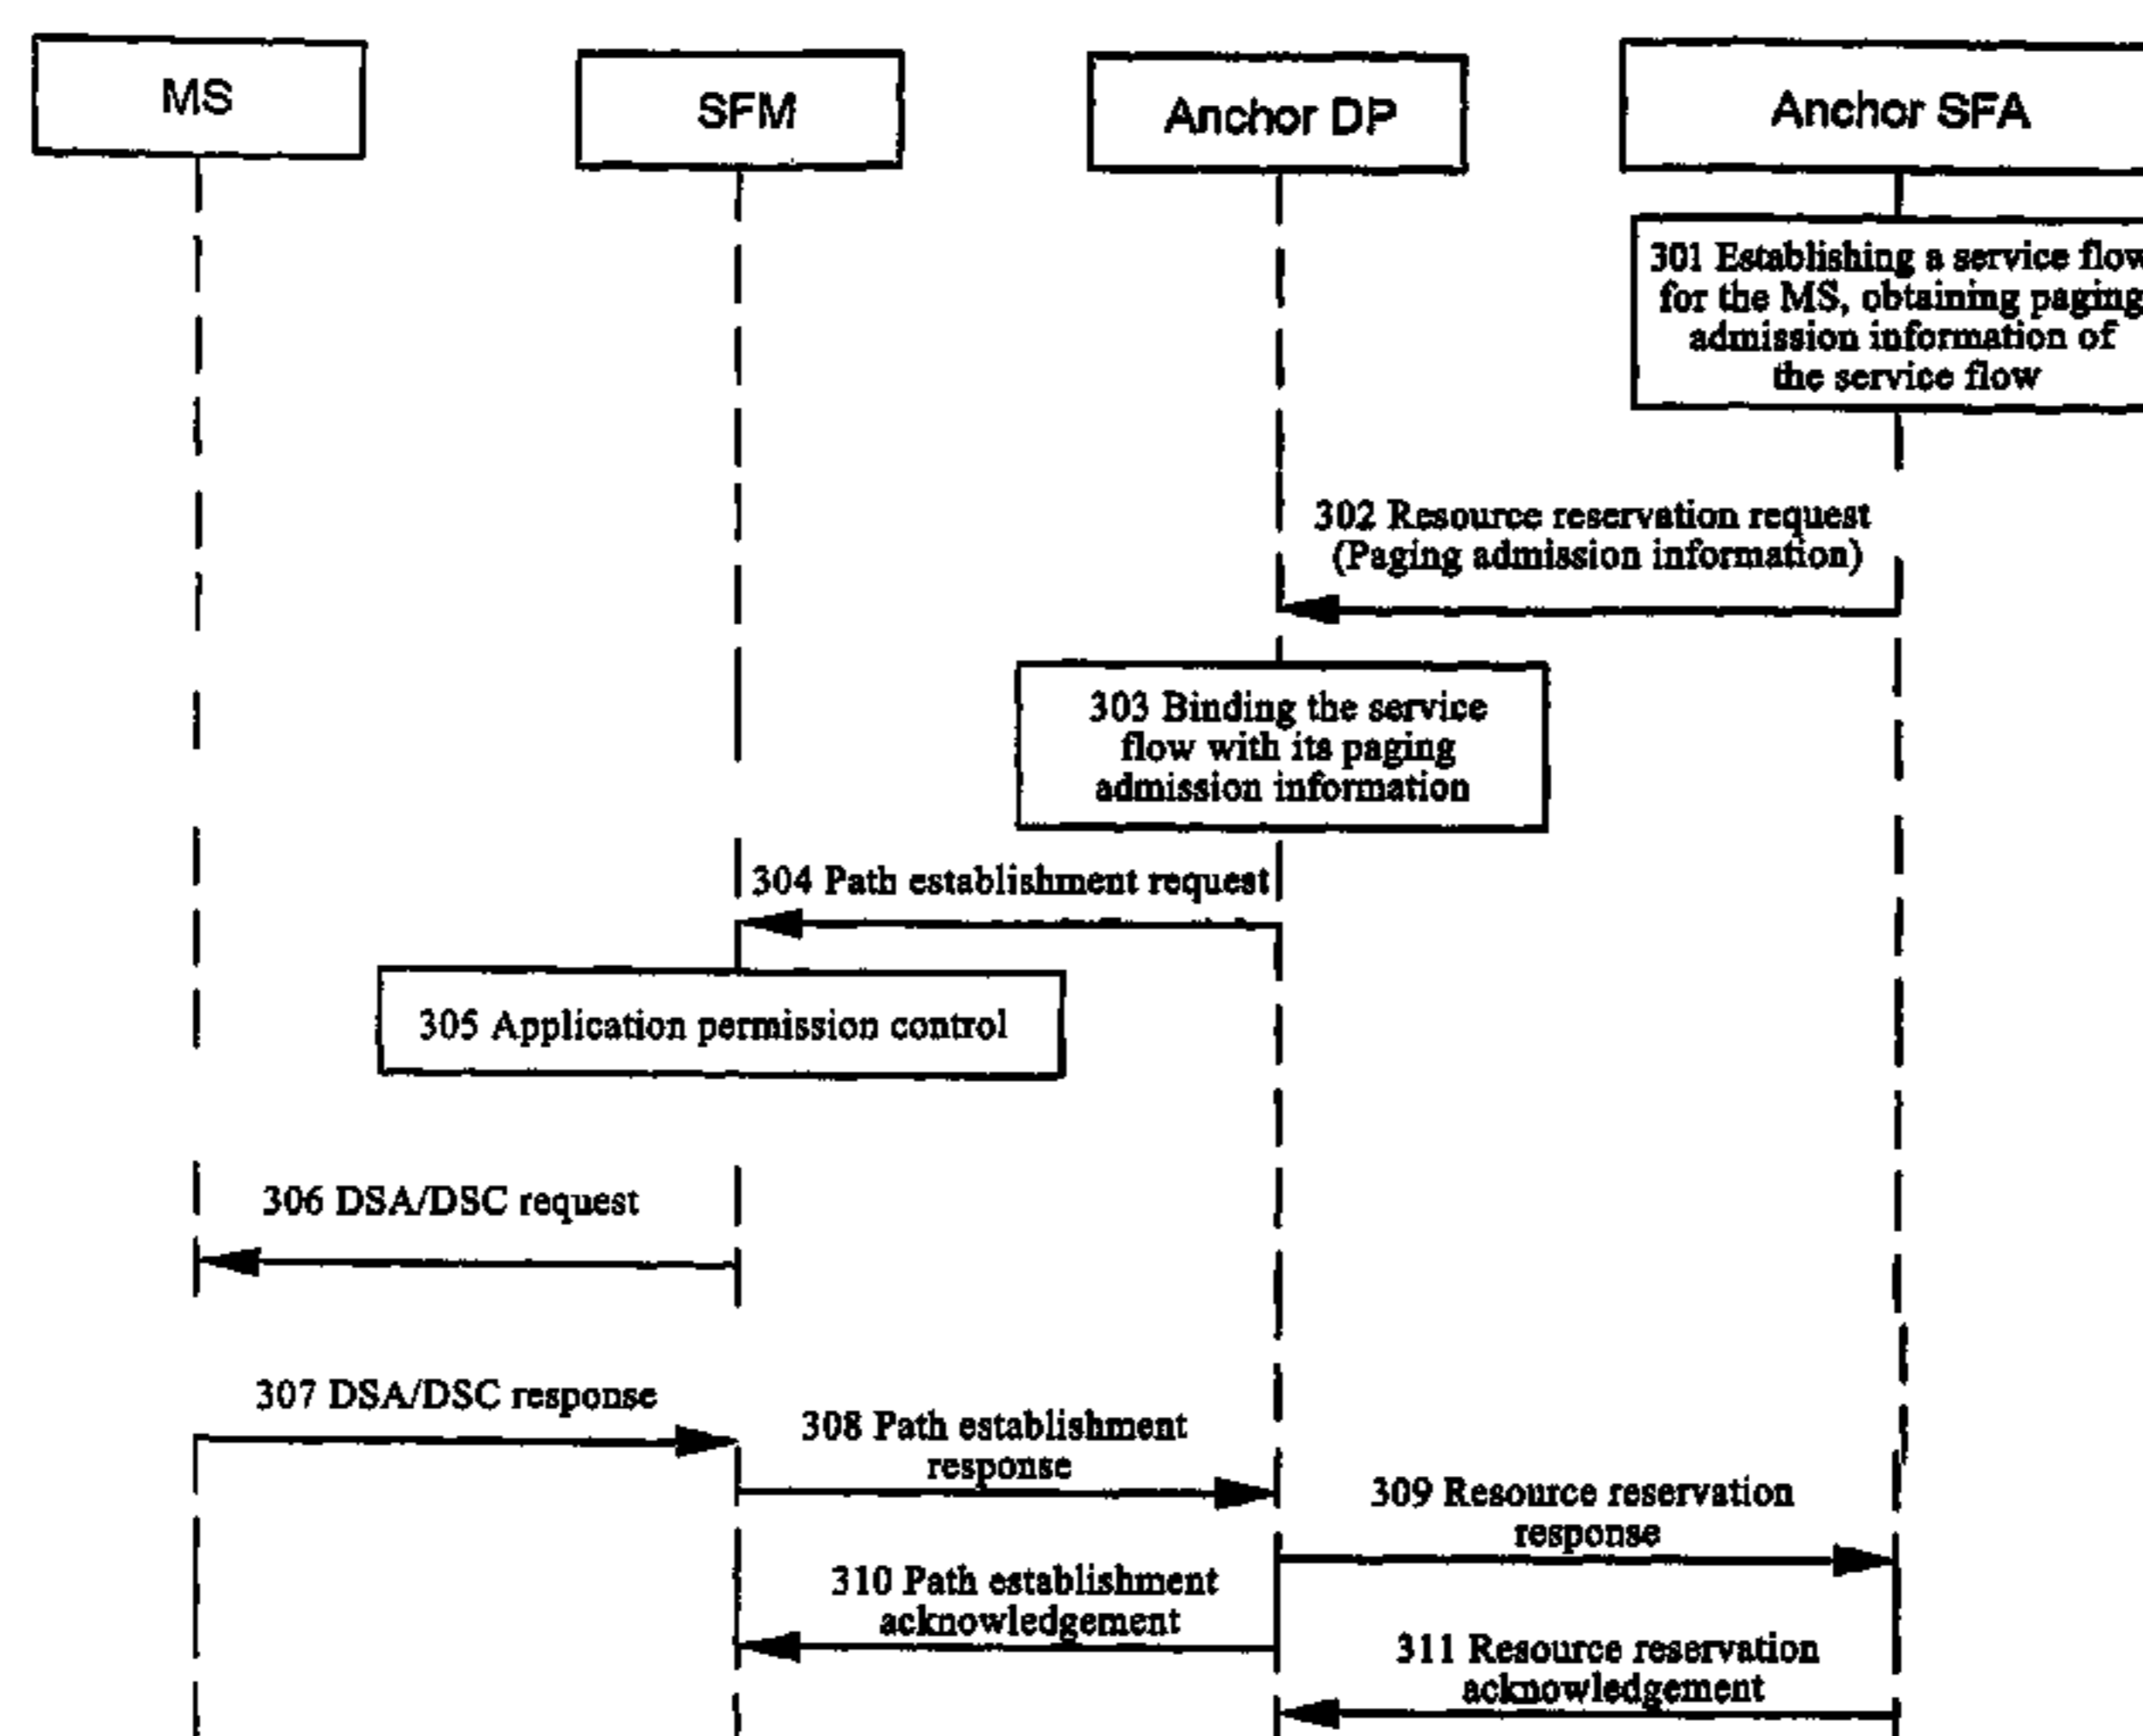 MS
SFM
Anchor DP
Anchor SFA
301 Establishing a service flow
for the MS, obtaining paging
admission information of
the service flow
302 Resource reservation request
(Paging admission information)
303 Binding the service
flow with its paging
admission information
304 Path establishment request
305 Application permission control
306 DSA/DSC request
307 DSA/DSC response
308 Path establishment
response
309 Resource reservation
response
310 Path establishment
acknowledgement
311 Resource reservation
acknowledgement